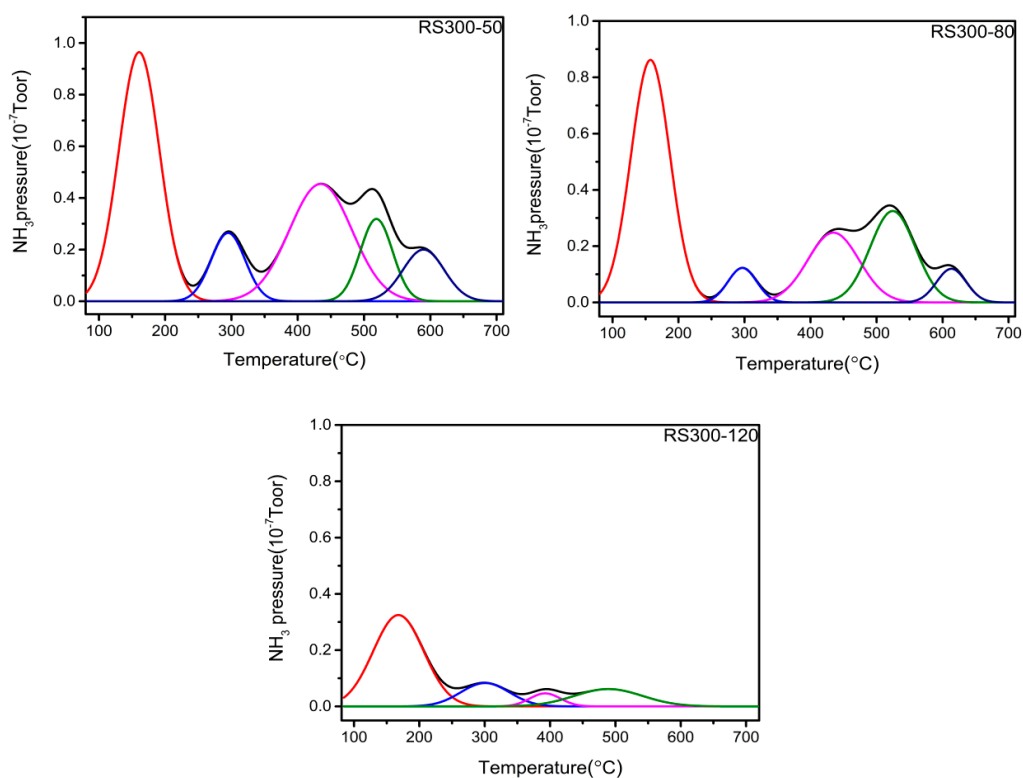 RS300-50
1.0
0.8
0.6
0.4
0.2
0.0
NH₃pressure(10⁻⁷Toor)
100 200 300 400 500 600 700
Temperature(°C)
RS300-80
1.0
0.8
0.6
0.4
0.2
0.0
NH₃pressure(10⁻⁷Toor)
100 200 300 400 500 600 700
Temperature(°C)
RS300-120
1.0
0.8
0.6
0.4
0.2
0.0
NH₃ pressure(10⁻⁷Toor)
100 200 300 400 500 600 700
Temperature(°C)